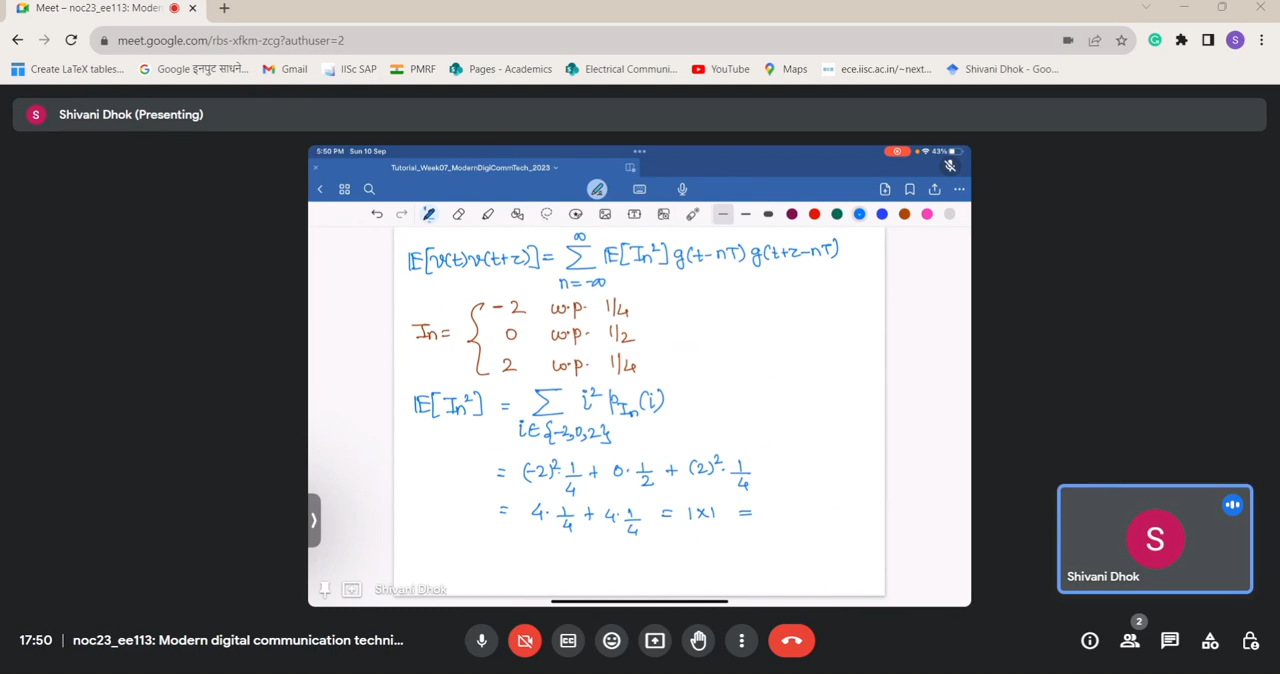 Meet – noc23_ee113: Modern
meet.google.com/rbs-xfkm-zcg?authuser=2
S
Create LaTeX tables...
Google इनपुट साधने...
Gmail
IISc SAP
PMRF
Pages - Academics
Electrical Communi...
YouTube
Maps
ece.iisc.ac.in/~next...
Shivani Dhok - Goo...
S
Shivani Dhok (Presenting)
5:50 PM Sun 10 Sep
43%
Tutorial_Week07_ModernDigiCommTech_2023
E[v(t)v(t+z)] = ∑_{n=-∞}^{∞} E[In²] g(t-nT) g(t+z-nT)
In = { -2 w.p. 1/4
0 w.p. 1/2
2 w.p. 1/4
E[In²] = ∑_{i∈{-2,0,2}} i² p_{In}(i)
= (-2)²· 1/4 + 0· 1/2 + (2)²· 1/4
= 4· 1/4 + 4· 1/4 = 1×1 =
Shivani Dhok
S
Shivani Dhok
17:50 | noc23_ee113: Modern digital communication techni...
2